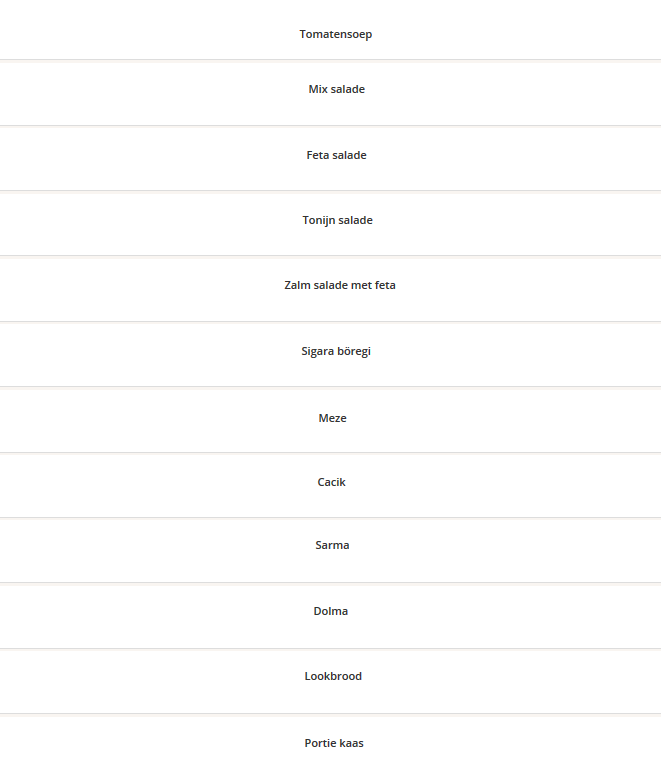 Tomatensoep
Mix salade
Feta salade
Tonijn salade
Zalm salade met feta
Sigara böregi
Meze
Cacik
Sarma
Dolma
Lookbrood
Portie kaas